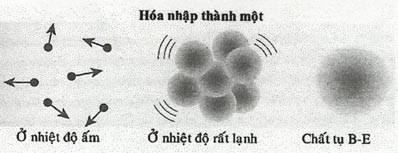 Hóa nhập thành một
Ở nhiệt độ ấm
Ở nhiệt độ rất lạnh
Chất tụ B-E